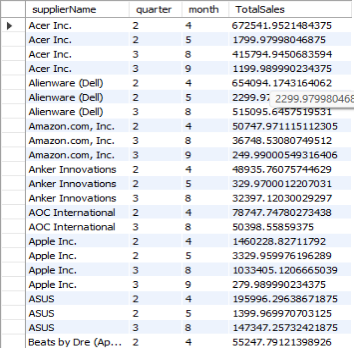 supplierName quarter month TotalSales
Acer Inc. 2 4 672541.9521484375
Acer Inc. 2 5 1799.97998046875
Acer Inc. 3 8 415794.9450683594
Acer Inc. 3 9 1199.989990234375
Alienware (Dell) 2 4 654094.1743164062
Alienware (Dell) 2 5 2299.97 2299.979980468
Alienware (Dell) 3 8 515095.6457519531
Amazon.com, Inc. 2 4 50747.971115112305
Amazon.com, Inc. 3 8 36748.53080749512
Amazon.com, Inc. 3 9 249.99000549316406
Anker Innovations 2 4 48935.76075744629
Anker Innovations 2 5 329.9700012207031
Anker Innovations 3 8 32397.12030029297
AOC International 2 4 78747.74780273438
AOC International 3 8 50398.55859375
Apple Inc. 2 4 1460228.82711792
Apple Inc. 2 5 3329.959976196289
Apple Inc. 3 8 1033405.1206665039
Apple Inc. 3 9 279.989990234375
ASUS 2 4 195996.29638671875
ASUS 2 5 1399.969970703125
ASUS 3 8 147347.25732421875
Beats by Dre (Ap... 2 4 55247.79121398926